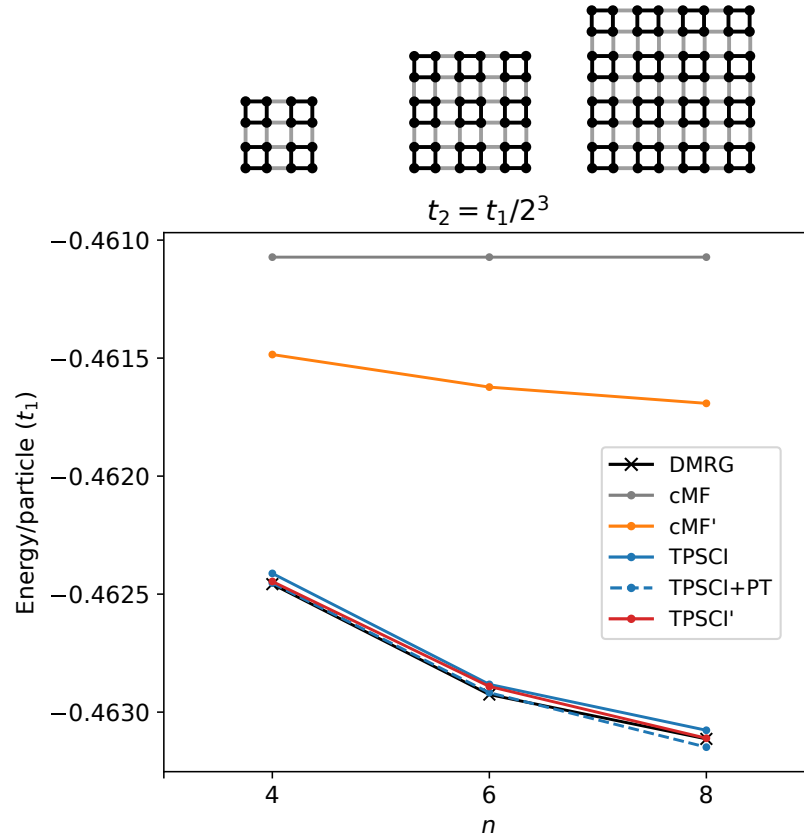 t₂ = t₁/2³
−0.4610
−0.4615
−0.4620
−0.4625
−0.4630
Energy/particle (t₁)
DMRG
cMF
cMF'
TPSCI
TPSCI+PT
TPSCI'
4 6 8
n